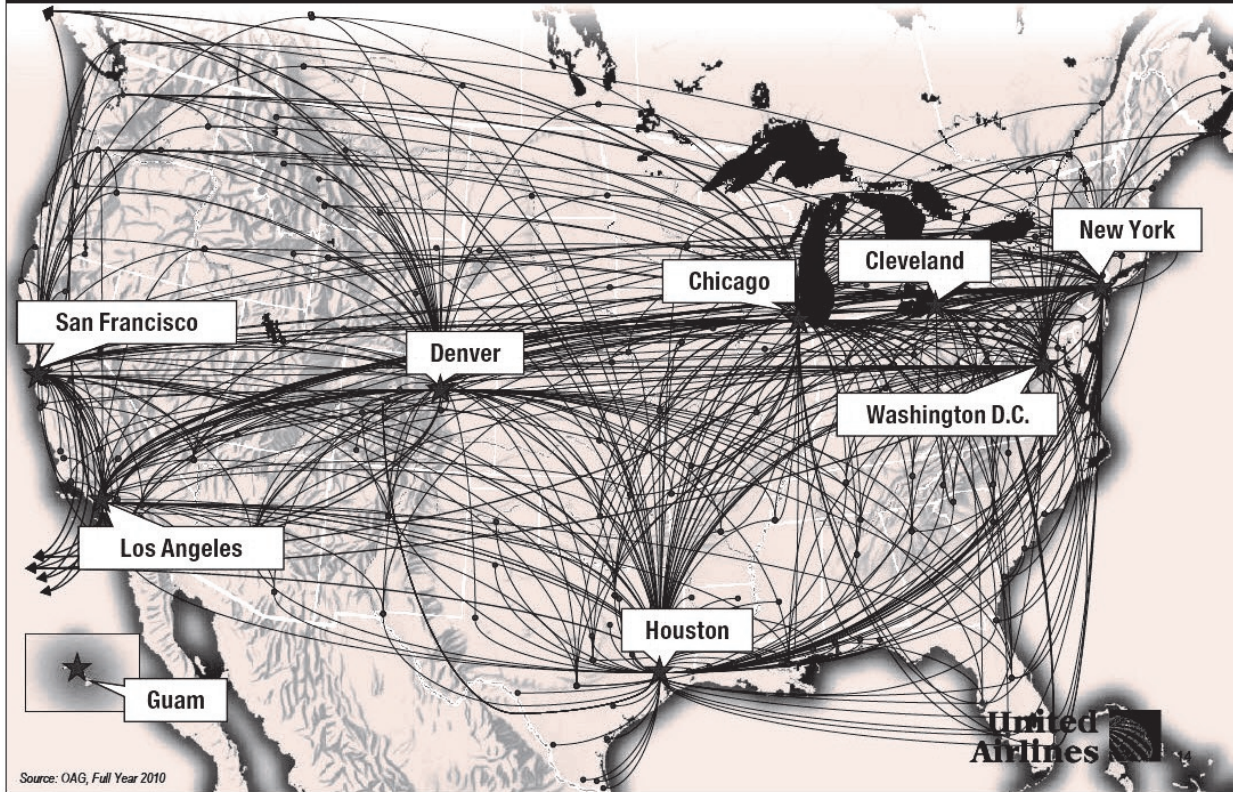 New York
Cleveland
Chicago
San Francisco
Denver
Washington D.C.
Los Angeles
Houston
Guam
United
Airlines
14
Source: OAG, Full Year 2010